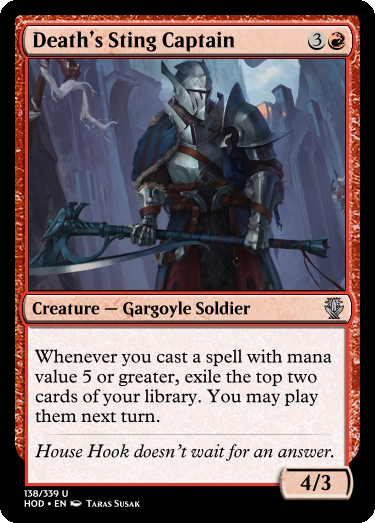 Death's Sting Captain 3
Creature — Gargoyle Soldier
Whenever you cast a spell with mana
value 5 or greater, exile the top two
cards of your library. You may play
them next turn.
House Hook doesn't wait for an answer.
4/3
138/339 U
HOD • EN Taras Susak